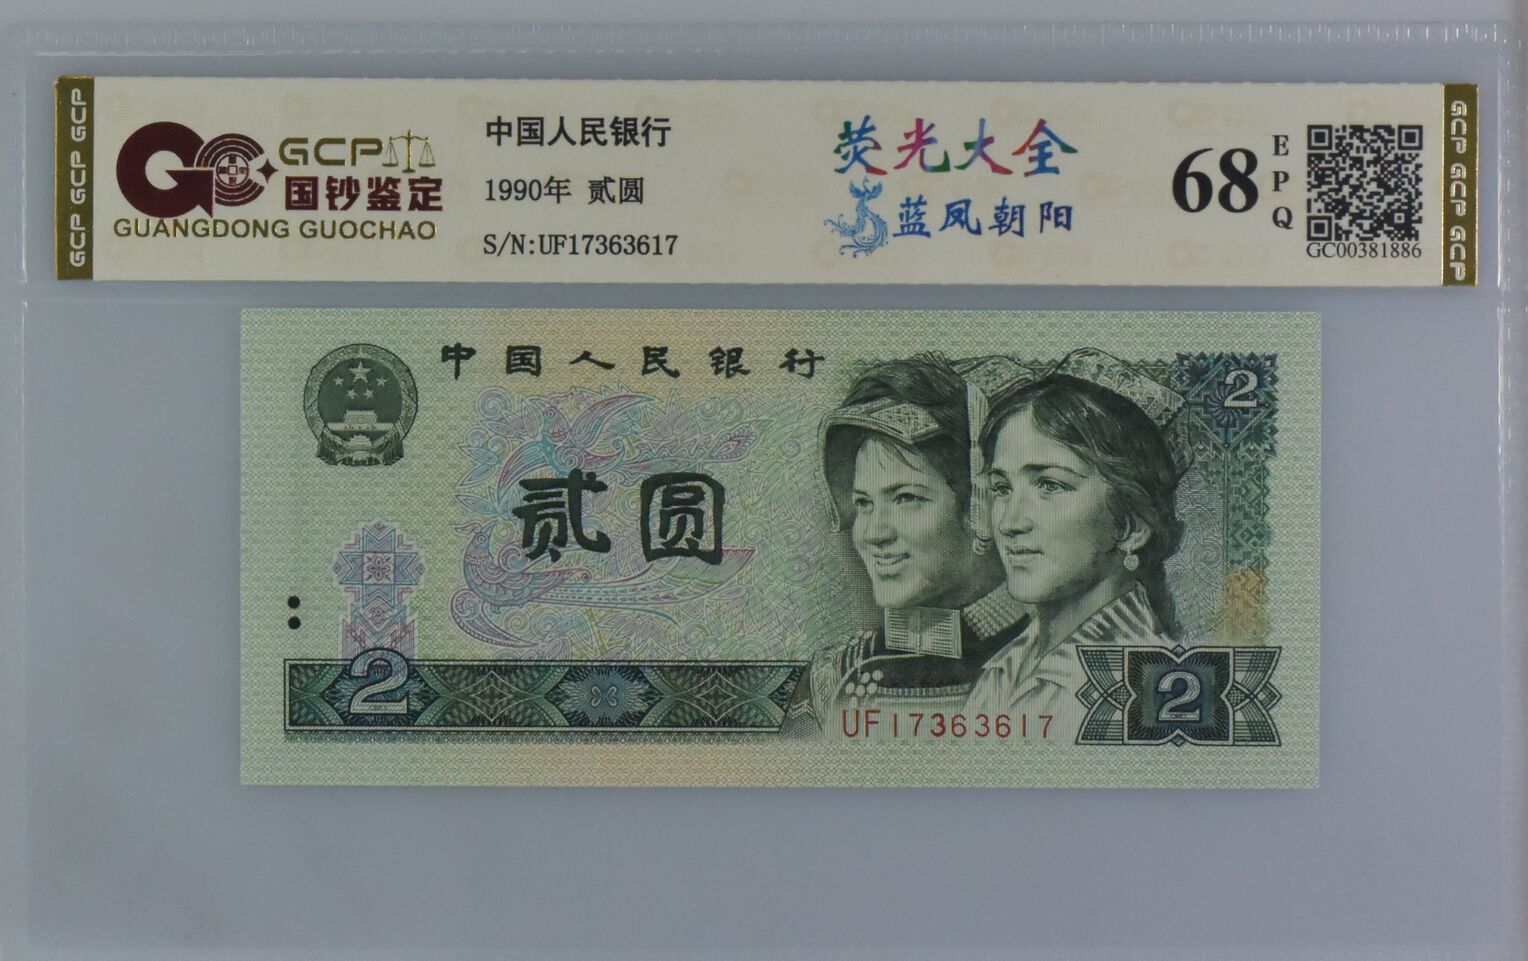 GCP GCP GCP
GCP
国钞鉴定
GUANGDONG GUOCHAO
中国人民银行
1990年 贰圆
S/N:UF17363617
荧光大全
蓝凤朝阳
68
EPQ
GC00381886
GCP GCP GCP
中国人民银行
2
贰圆
2
2
UF17363617